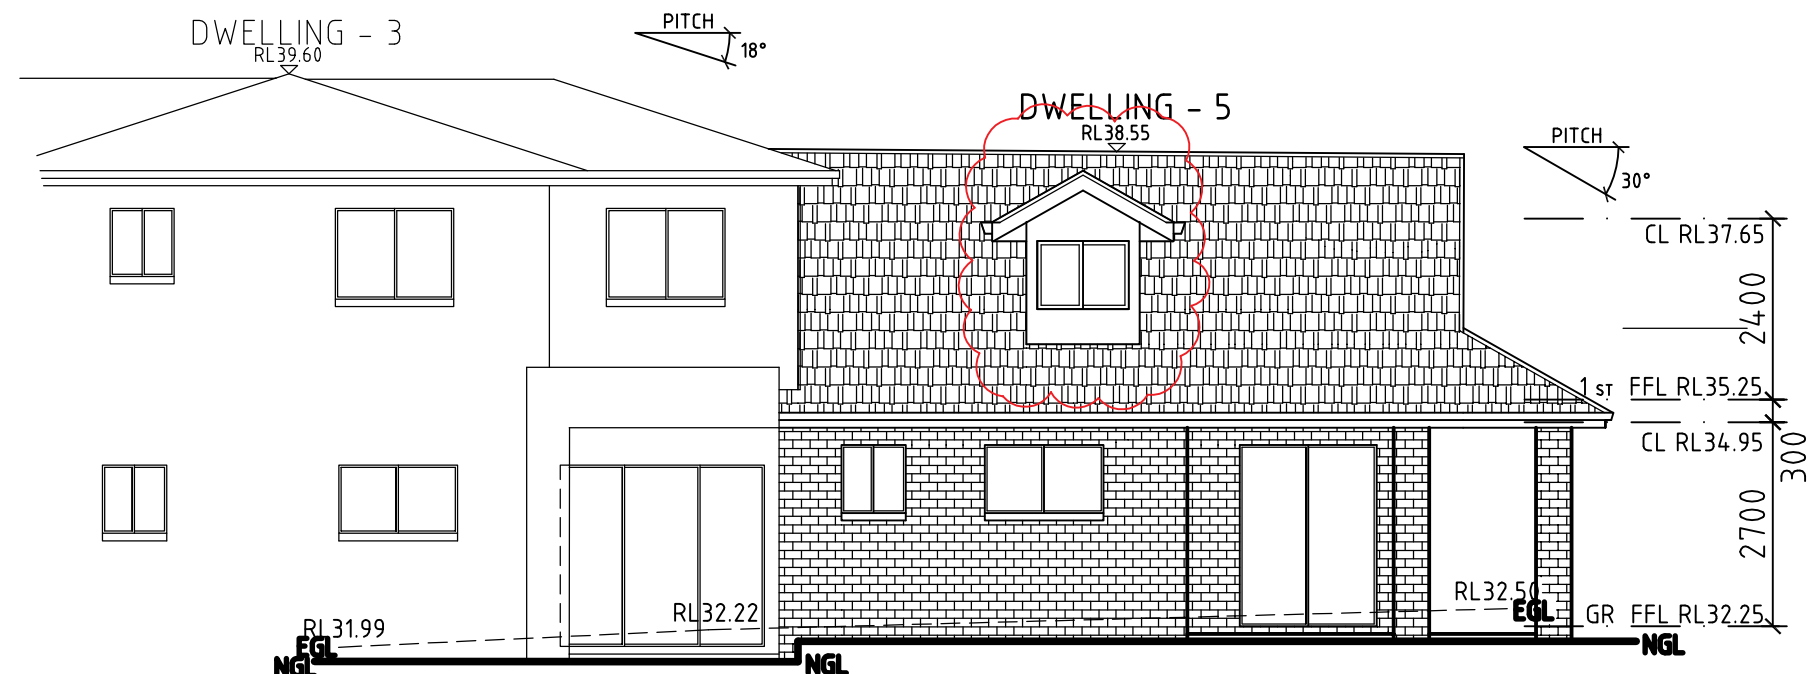 DWELLING - 3
RL39.60
PITCH
18°
DWELLING - 5
RL38.55
PITCH
30°
CL RL37.65
2400
1 ST FFL RL35.25
CL RL34.95
300
2700
RL32.50
EGL
GR FFL RL32.25
RL32.22
RL31.99
EGL
NGL
NGL
NGL